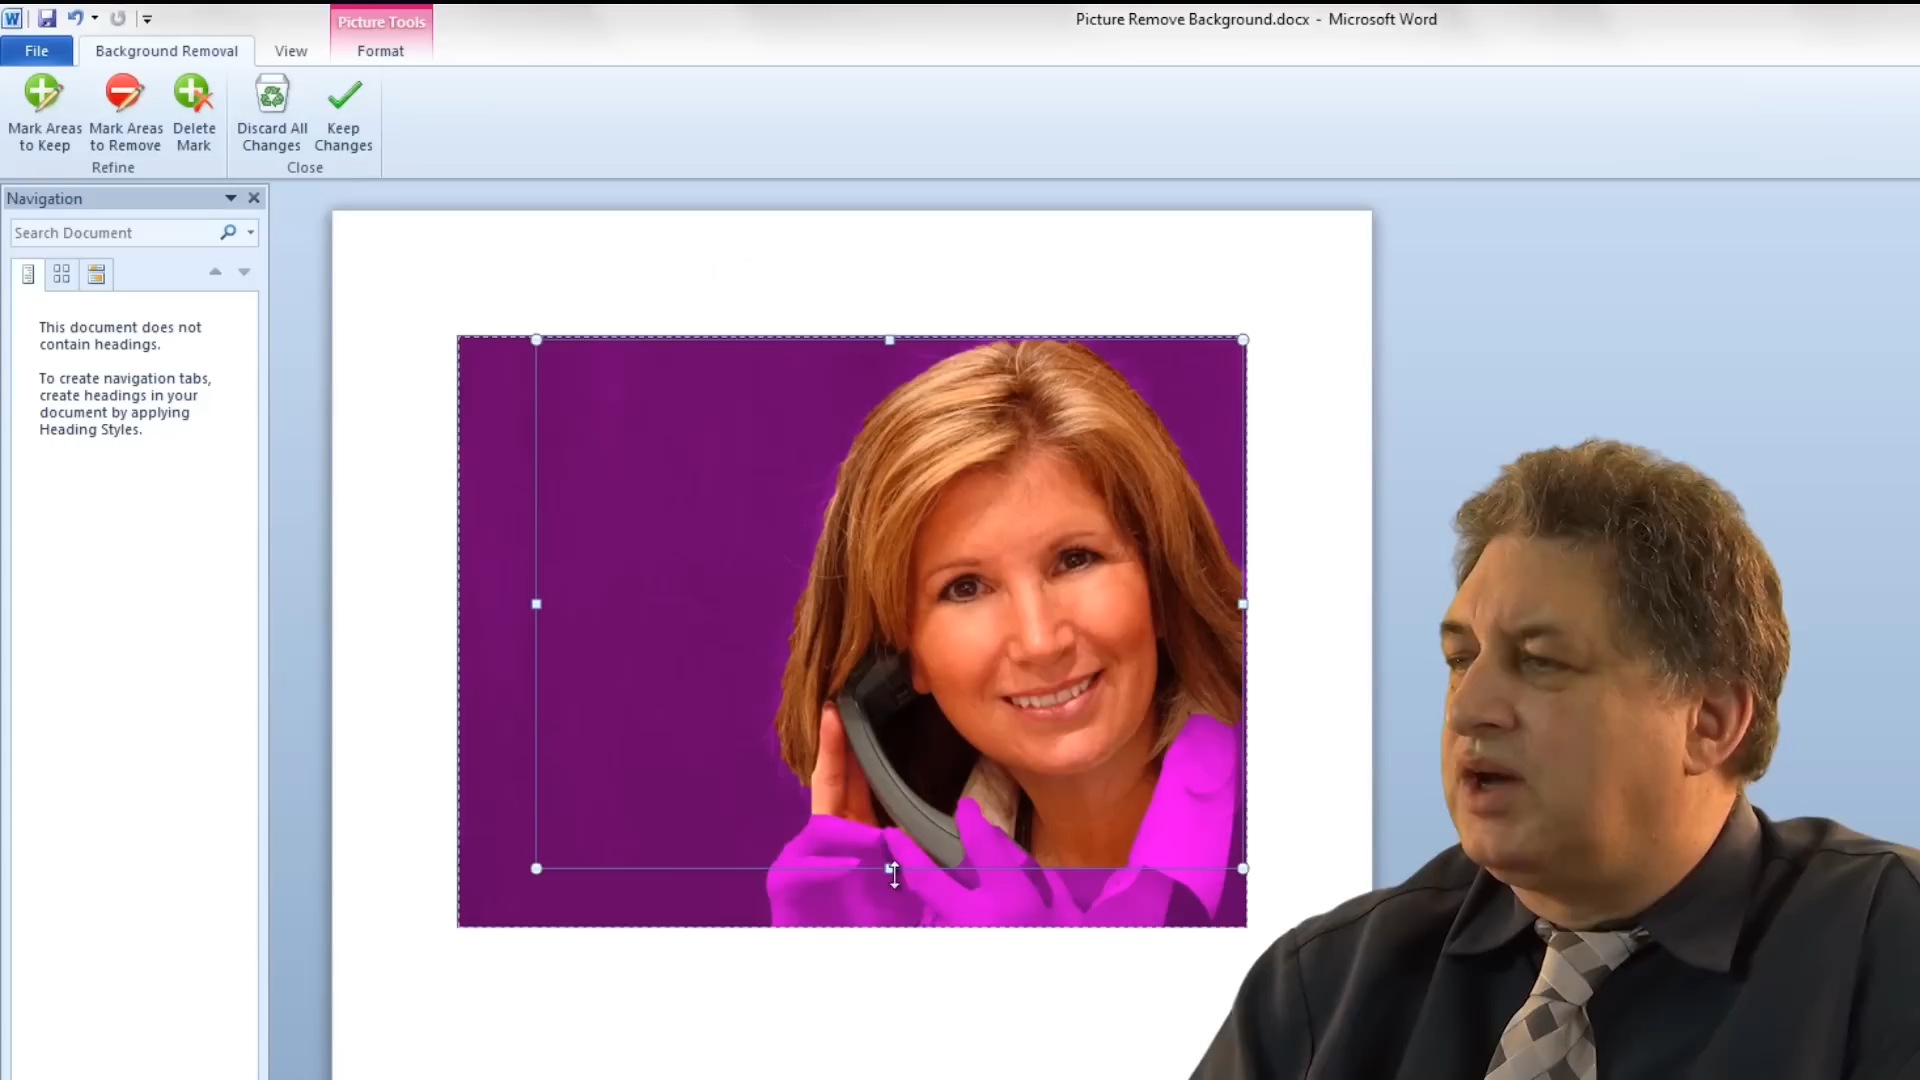 W
Picture Tools
Picture Remove Background.docx - Microsoft Word
File
Background Removal
View
Format
Mark Areas
to Keep
Mark Areas
to Remove
Delete
Mark
Discard All
Changes
Keep
Changes
Refine
Close
Navigation
Search Document
This document does not
contain headings.
To create navigation tabs,
create headings in your
document by applying
Heading Styles.